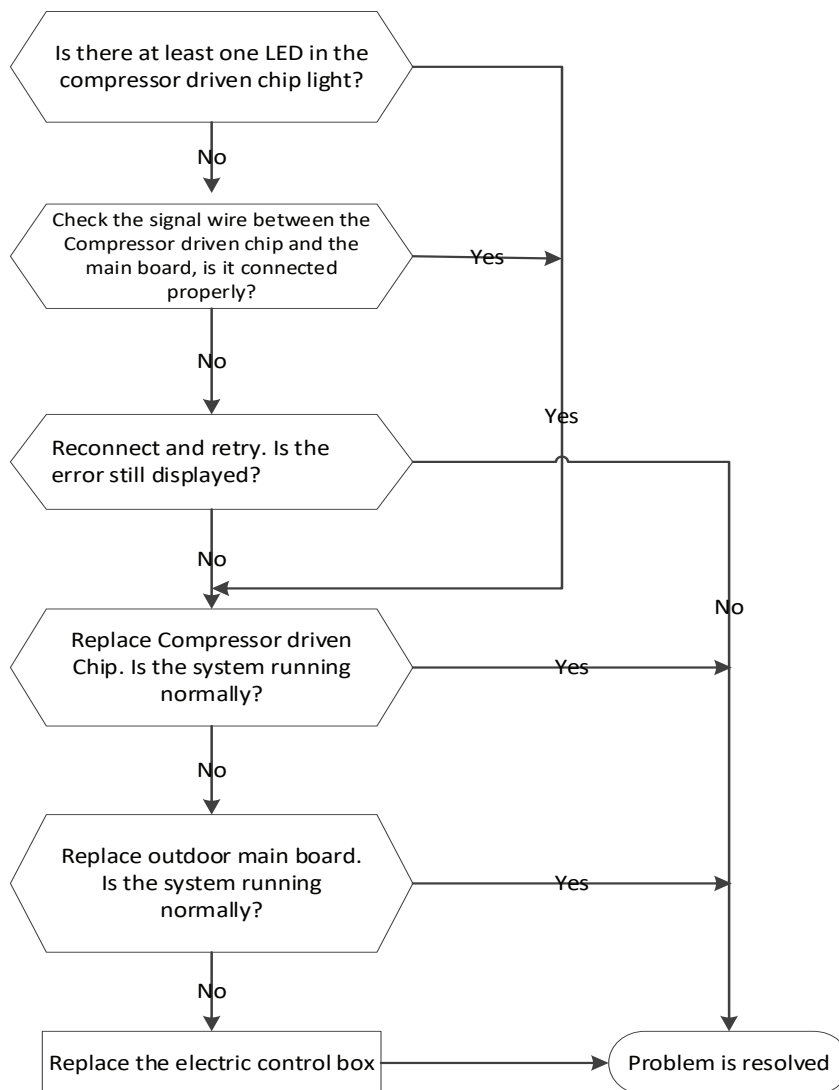 Is there at least one LED in the
compressor driven chip light?
No
Check the signal wire between the
Compressor driven chip and the
main board, is it connected
properly?
Yes
No
Yes
Reconnect and retry. Is the
error still displayed?
No
No
Replace Compressor driven
Chip. Is the system running
normally?
Yes
No
Replace outdoor main board.
Is the system running
normally?
Yes
No
Replace the electric control box
Problem is resolved